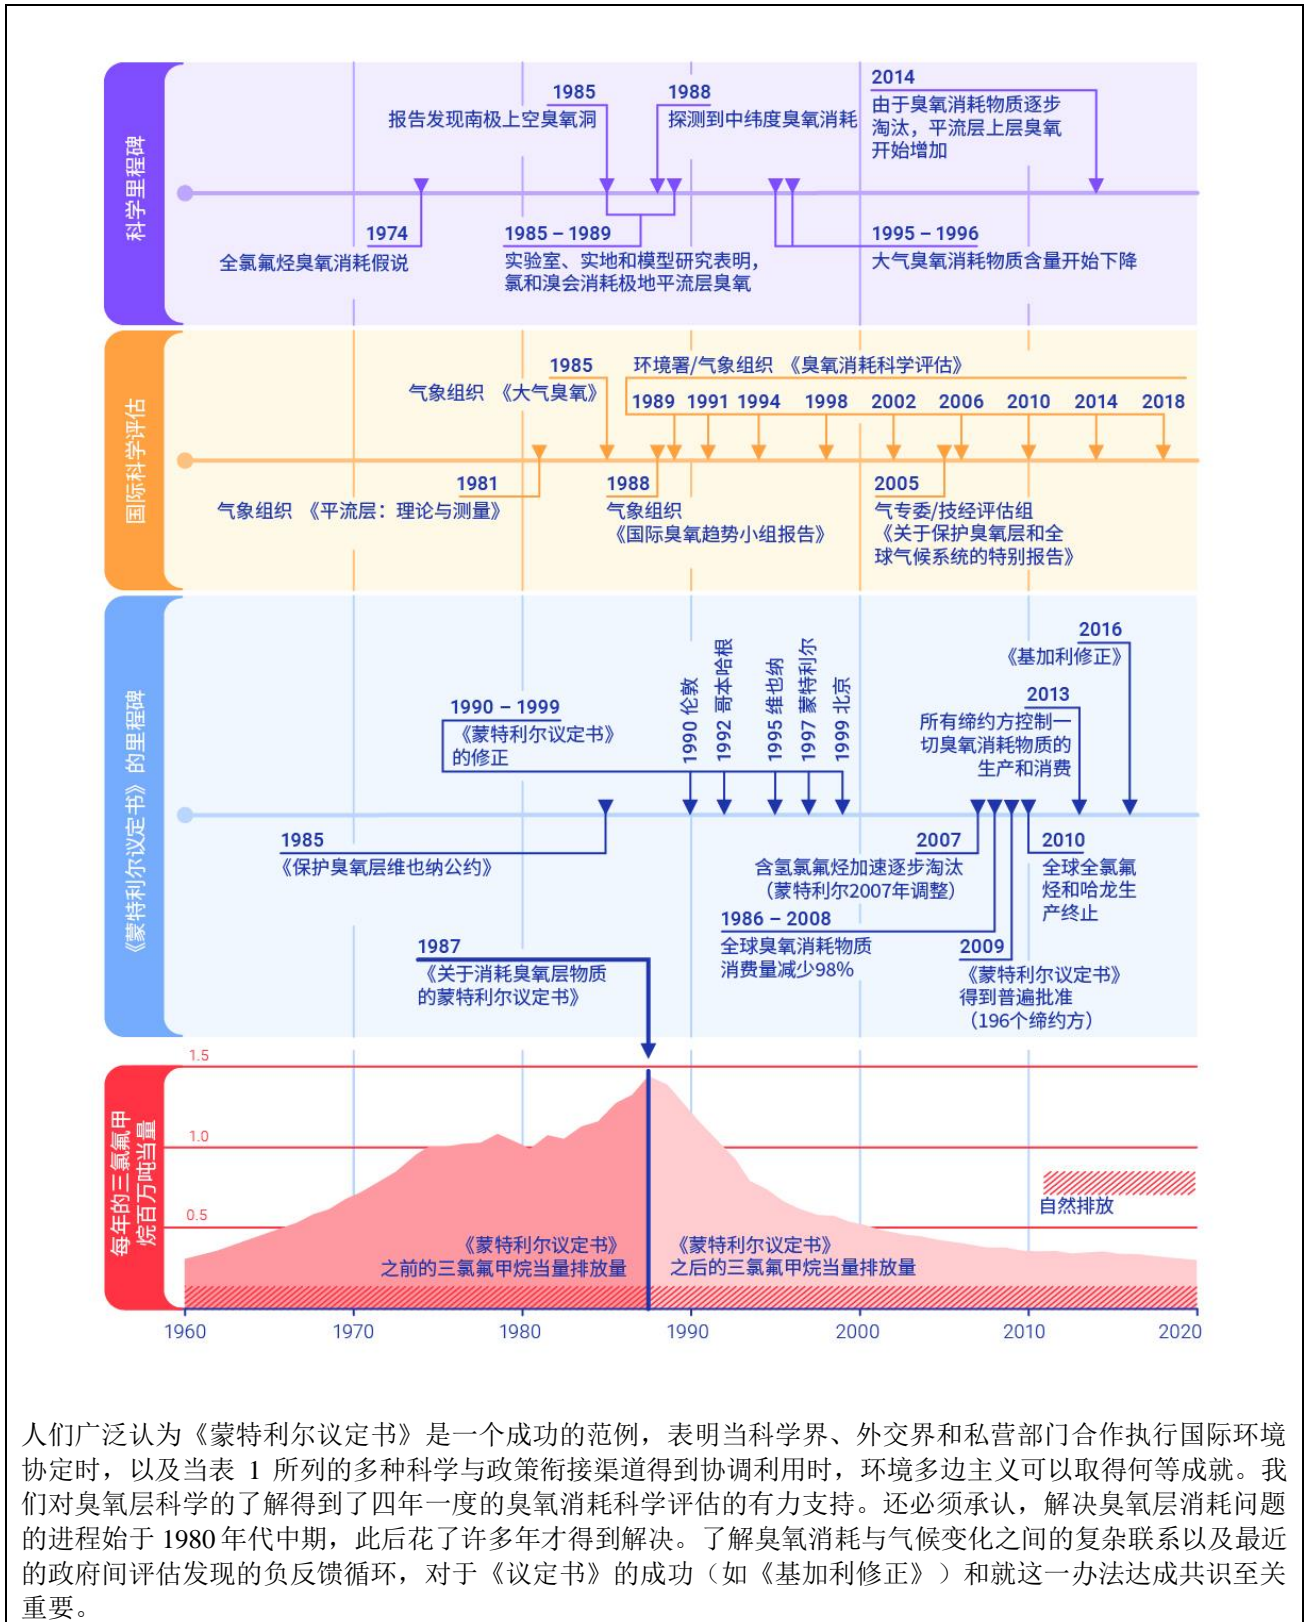 科学里程碑
1985
报告发现南极上空臭氧洞
1988
探测到中纬度臭氧消耗
2014
由于臭氧消耗物质逐步
淘汰，平流层上层臭氧
开始增加
1974
全氯氟烃臭氧消耗假说
1985 – 1989
实验室、实地和模型研究表明，
氯和溴会消耗极地平流层臭氧
1995 – 1996
大气臭氧消耗物质含量开始下降
国际科学评估
1985
气象组织 《大气臭氧》
环境署/气象组织 《臭氧消耗科学评估》
1989 1991 1994 1998 2002 2006 2010 2014 2018
1981
气象组织 《平流层：理论与测量》
1988
气象组织
《国际臭氧趋势小组报告》
2005
气专委/技经评估组
《关于保护臭氧层和全
球气候系统的特别报告》
《蒙特利尔议定书》的里程碑
1990 – 1999
《蒙特利尔议定书》
的修正
1990 伦敦
1992 哥本哈根
1995 维也纳
1997 蒙特利尔
1999 北京
2016
《基加利修正》
2013
所有缔约方控制一
切臭氧消耗物质的
生产和消费
1985
《保护臭氧层维也纳公约》
2007
含氢氯氟烃加速逐步淘汰
（蒙特利尔2007年调整）
2010
全球全氯氟
烃和哈龙生
产终止
1986 – 2008
全球臭氧消耗物质
消费量减少98%
2009
《蒙特利尔议定书》
得到普遍批准
（196个缔约方）
1987
《关于消耗臭氧层物质
的蒙特利尔议定书》
每年的三氯氟甲
烷百万吨当量
1.5
1.0
0.5
自然排放
《蒙特利尔议定书》
之前的三氯氟甲烷当量排放量
《蒙特利尔议定书》
之后的三氯氟甲烷当量排放量
1960 1970 1980 1990 2000 2010 2020
人们广泛认为《蒙特利尔议定书》是一个成功的范例，表明当科学界、外交界和私营部门合作执行国际环境
协定时，以及当表 1 所列的多种科学与政策衔接渠道得到协调利用时，环境多边主义可以取得何等成就。我
们对臭氧层科学的了解得到了四年一度的臭氧消耗科学评估的有力支持。还必须承认，解决臭氧层消耗问题
的进程始于 1980 年代中期，此后花了许多年才得到解决。了解臭氧消耗与气候变化之间的复杂联系以及最近
的政府间评估发现的负反馈循环，对于《议定书》的成功（如《基加利修正》）和就这一办法达成共识至关
重要。